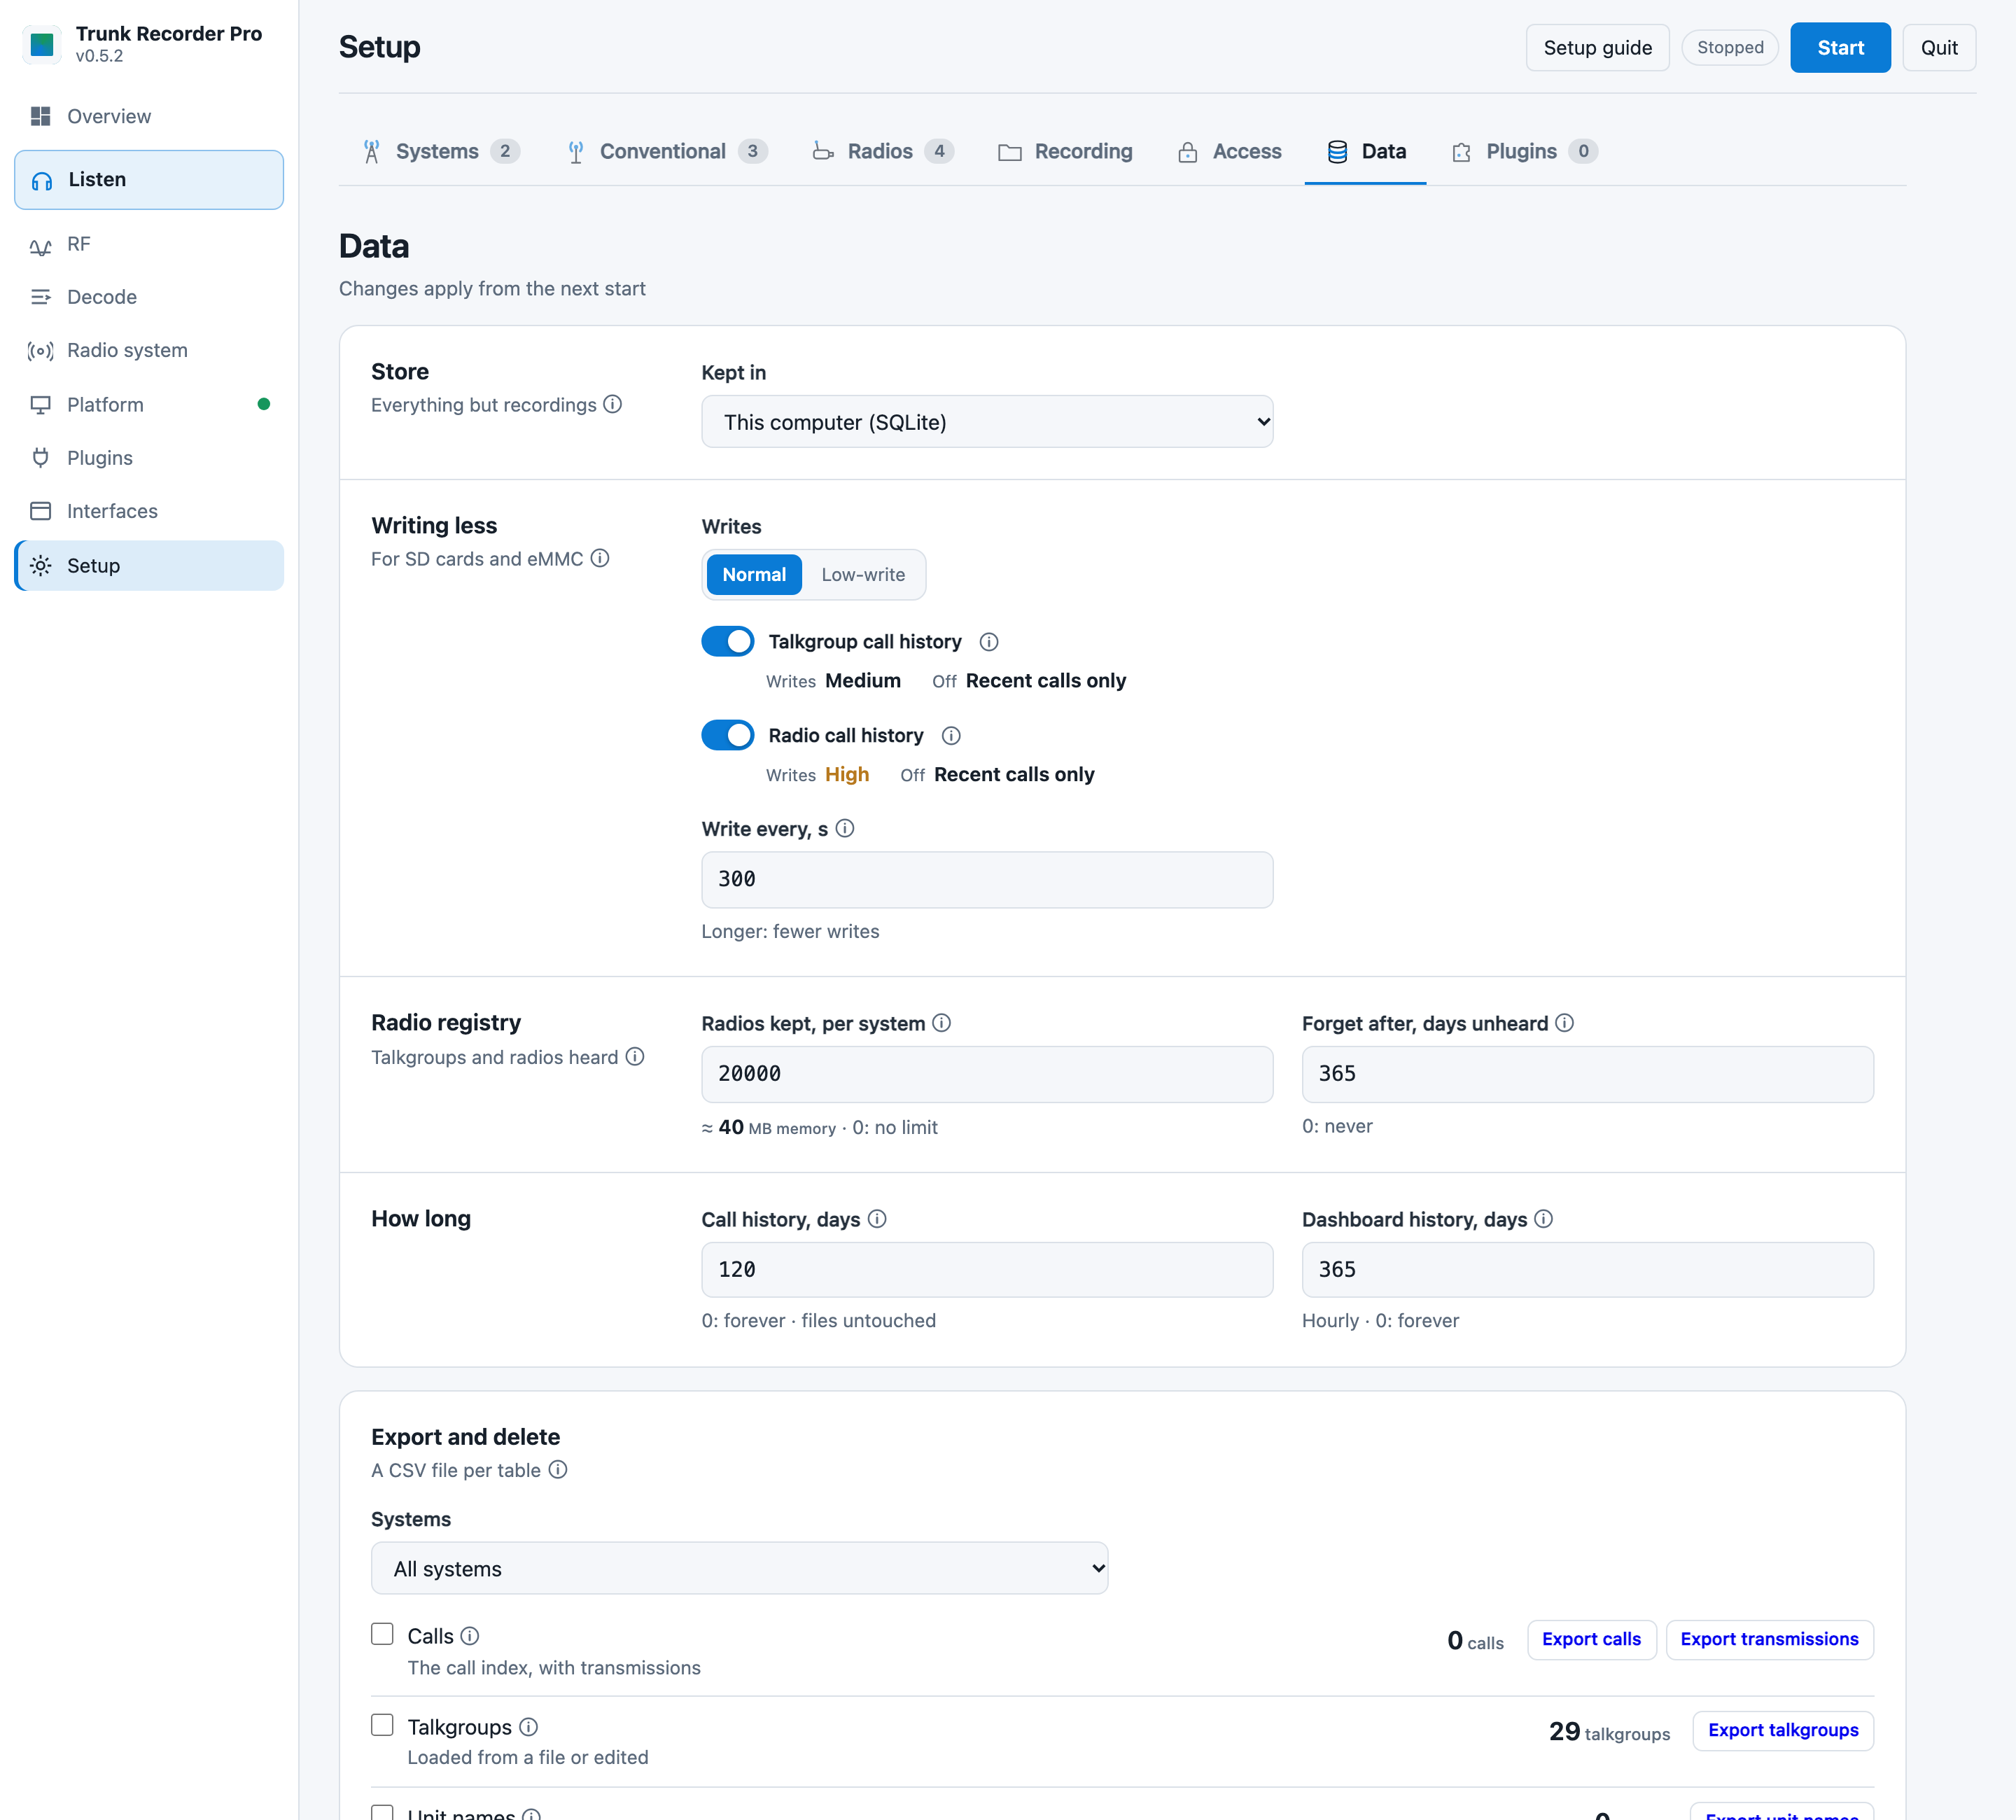 Trunk Recorder Pro
v0.5.2
Overview
Listen
RF
Decode
Radio system
Platform
Plugins
Interfaces
Setup
Setup
Setup guide
Stopped
Start
Quit
Systems 2
Conventional 3
Radios 4
Recording
Access
Data
Plugins 0
Data
Changes apply from the next start
Store
Everything but recordings
Kept in
This computer (SQLite)
Writing less
For SD cards and eMMC
Writes
Normal
Low-write
Talkgroup call history
Writes Medium Off Recent calls only
Radio call history
Writes High Off Recent calls only
Write every, s
300
Longer: fewer writes
Radio registry
Talkgroups and radios heard
Radios kept, per system
20000
≈ 40 MB memory · 0: no limit
Forget after, days unheard
365
0: never
How long
Call history, days
120
0: forever · files untouched
Dashboard history, days
365
Hourly · 0: forever
Export and delete
A CSV file per table
Systems
All systems
Calls
The call index, with transmissions
0 calls
Export calls
Export transmissions
Talkgroups
Loaded from a file or edited
29 talkgroups
Export talkgroups
Unit names
0
Export unit names